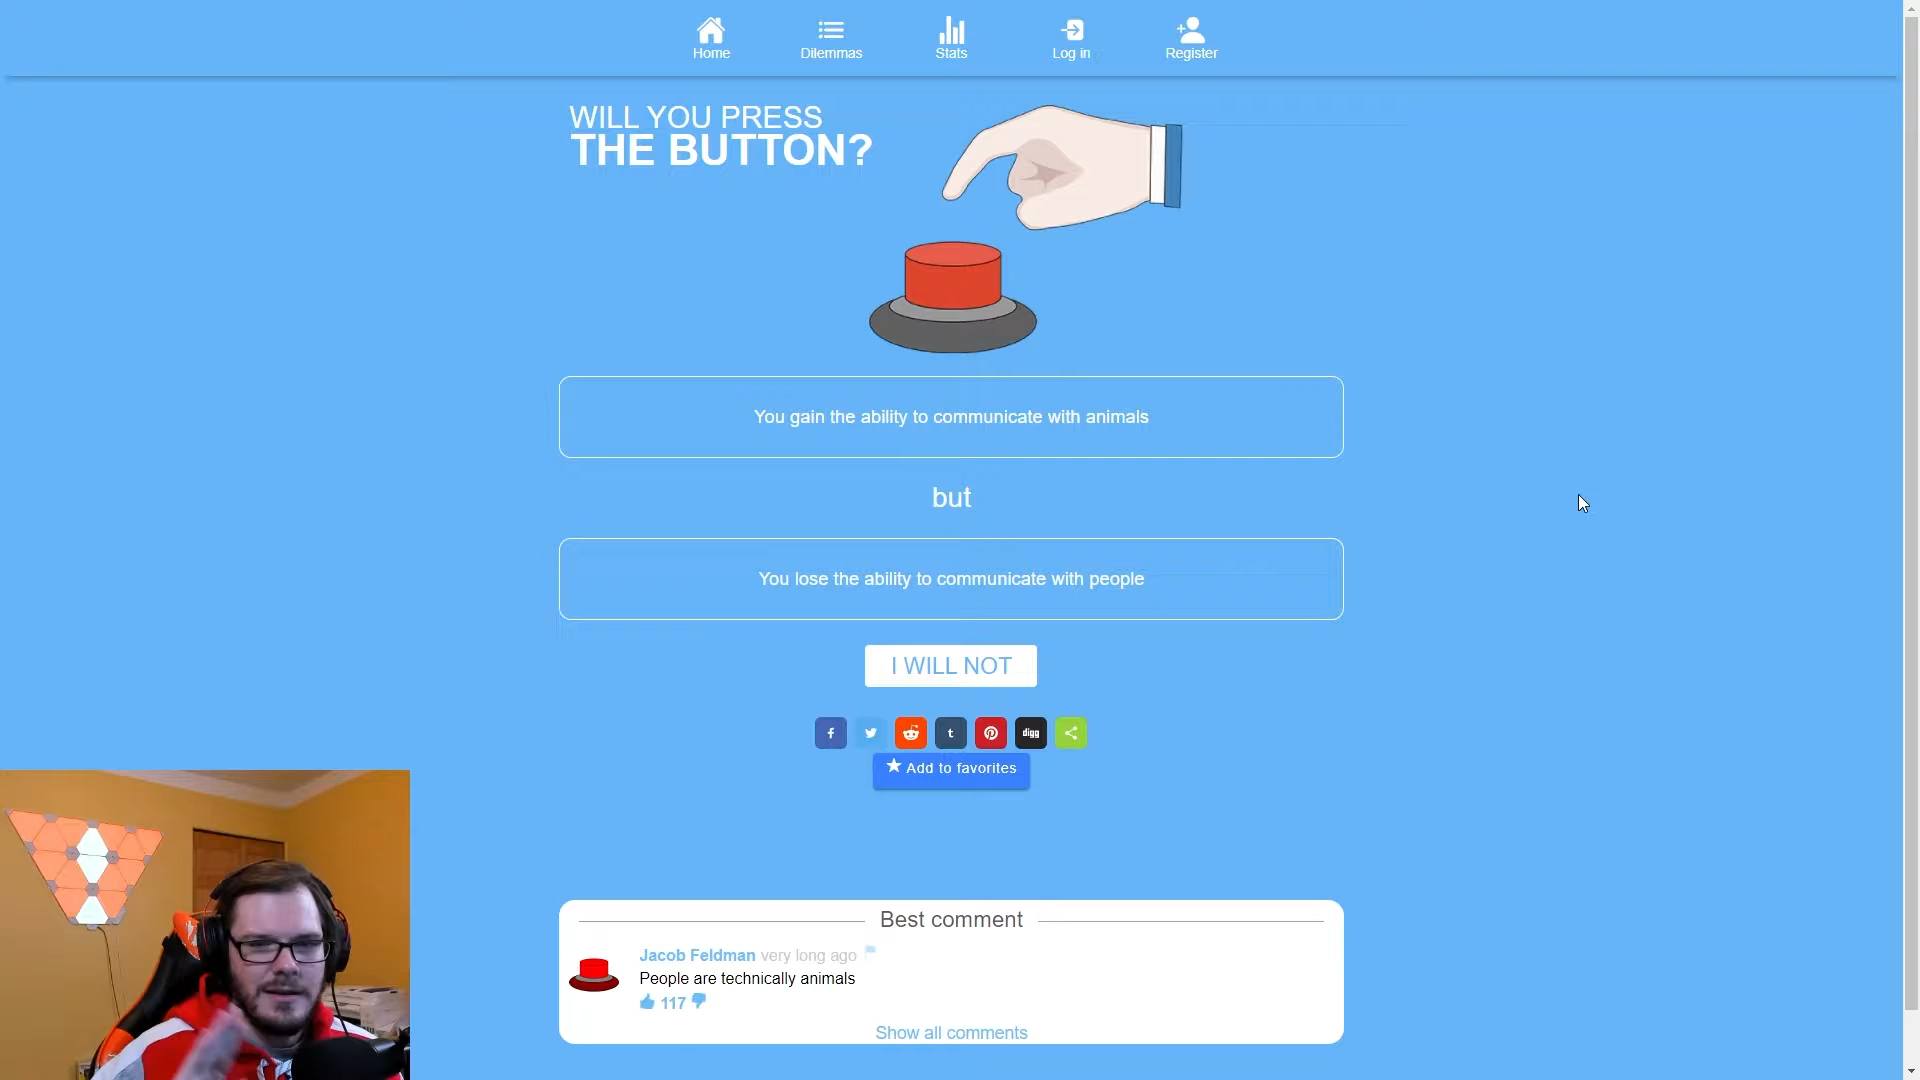 Home
Dilemmas
Stats
Log in
Register
WILL YOU PRESS
THE BUTTON?
You gain the ability to communicate with animals
but
You lose the ability to communicate with people
I WILL NOT
f
t
digg
Add to favorites
Best comment
Jacob Feldman very long ago
People are technically animals
117
Show all comments